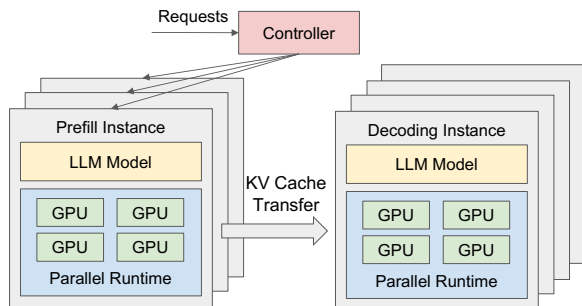 Requests
Controller
Prefill Instance
LLM Model
GPU GPU
GPU GPU
Parallel Runtime
KV Cache
Transfer
Decoding Instance
LLM Model
GPU GPU
GPU GPU
Parallel Runtime